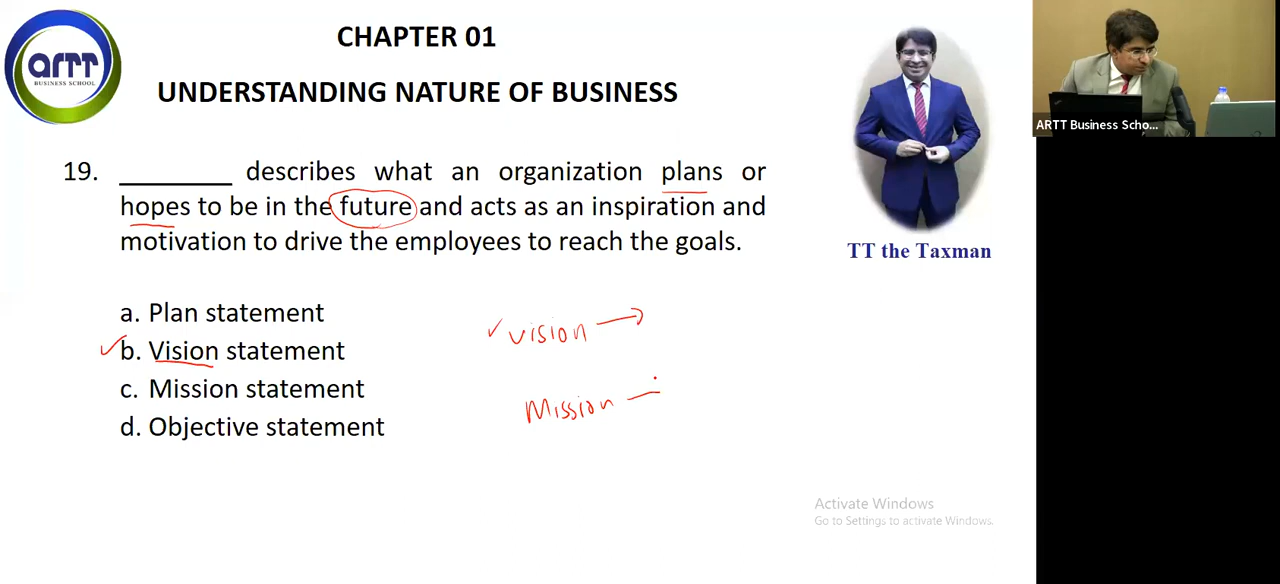 CHAPTER 01
UNDERSTANDING NATURE OF BUSINESS
ARTT
BUSINESS SCHOOL
19. ________ describes what an organization plans or
hopes to be in the future and acts as an inspiration and
motivation to drive the employees to reach the goals.
a. Plan statement
b. Vision statement
c. Mission statement
d. Objective statement
vision
Mission
TT the Taxman
ARTT Business Scho...
Activate Windows
Go to Settings to activate Windows.